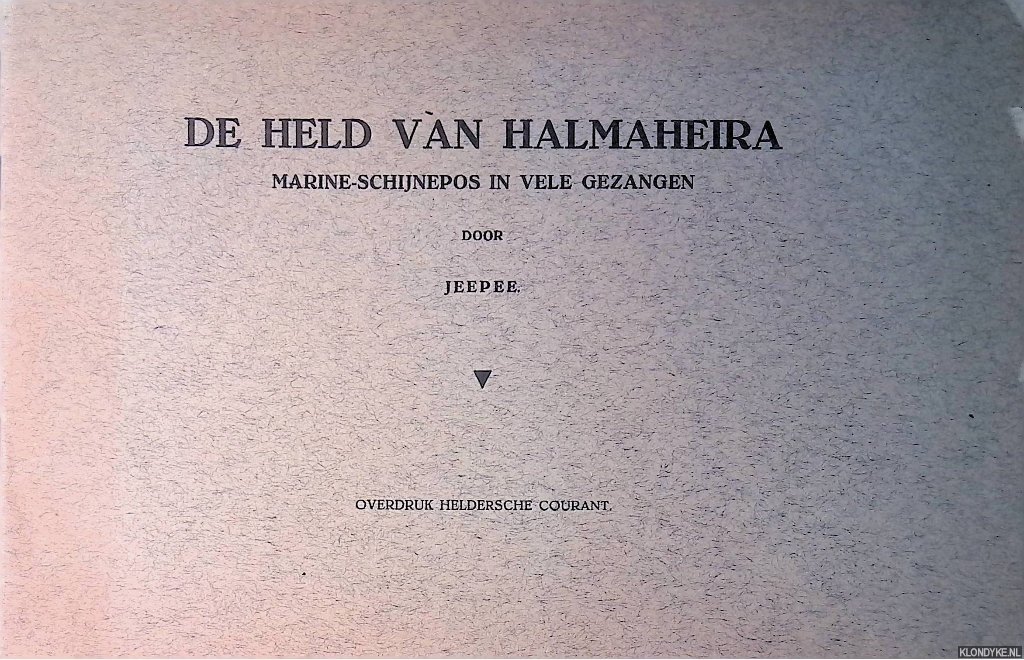 DE HELD VAN HALMAHEIRA
MARINE-SCHIJNEPOS IN VELE GEZANGEN
DOOR
JEEPEE.
OVERDRUK HELDERSCHE COURANT.
KLONDYKE.NL